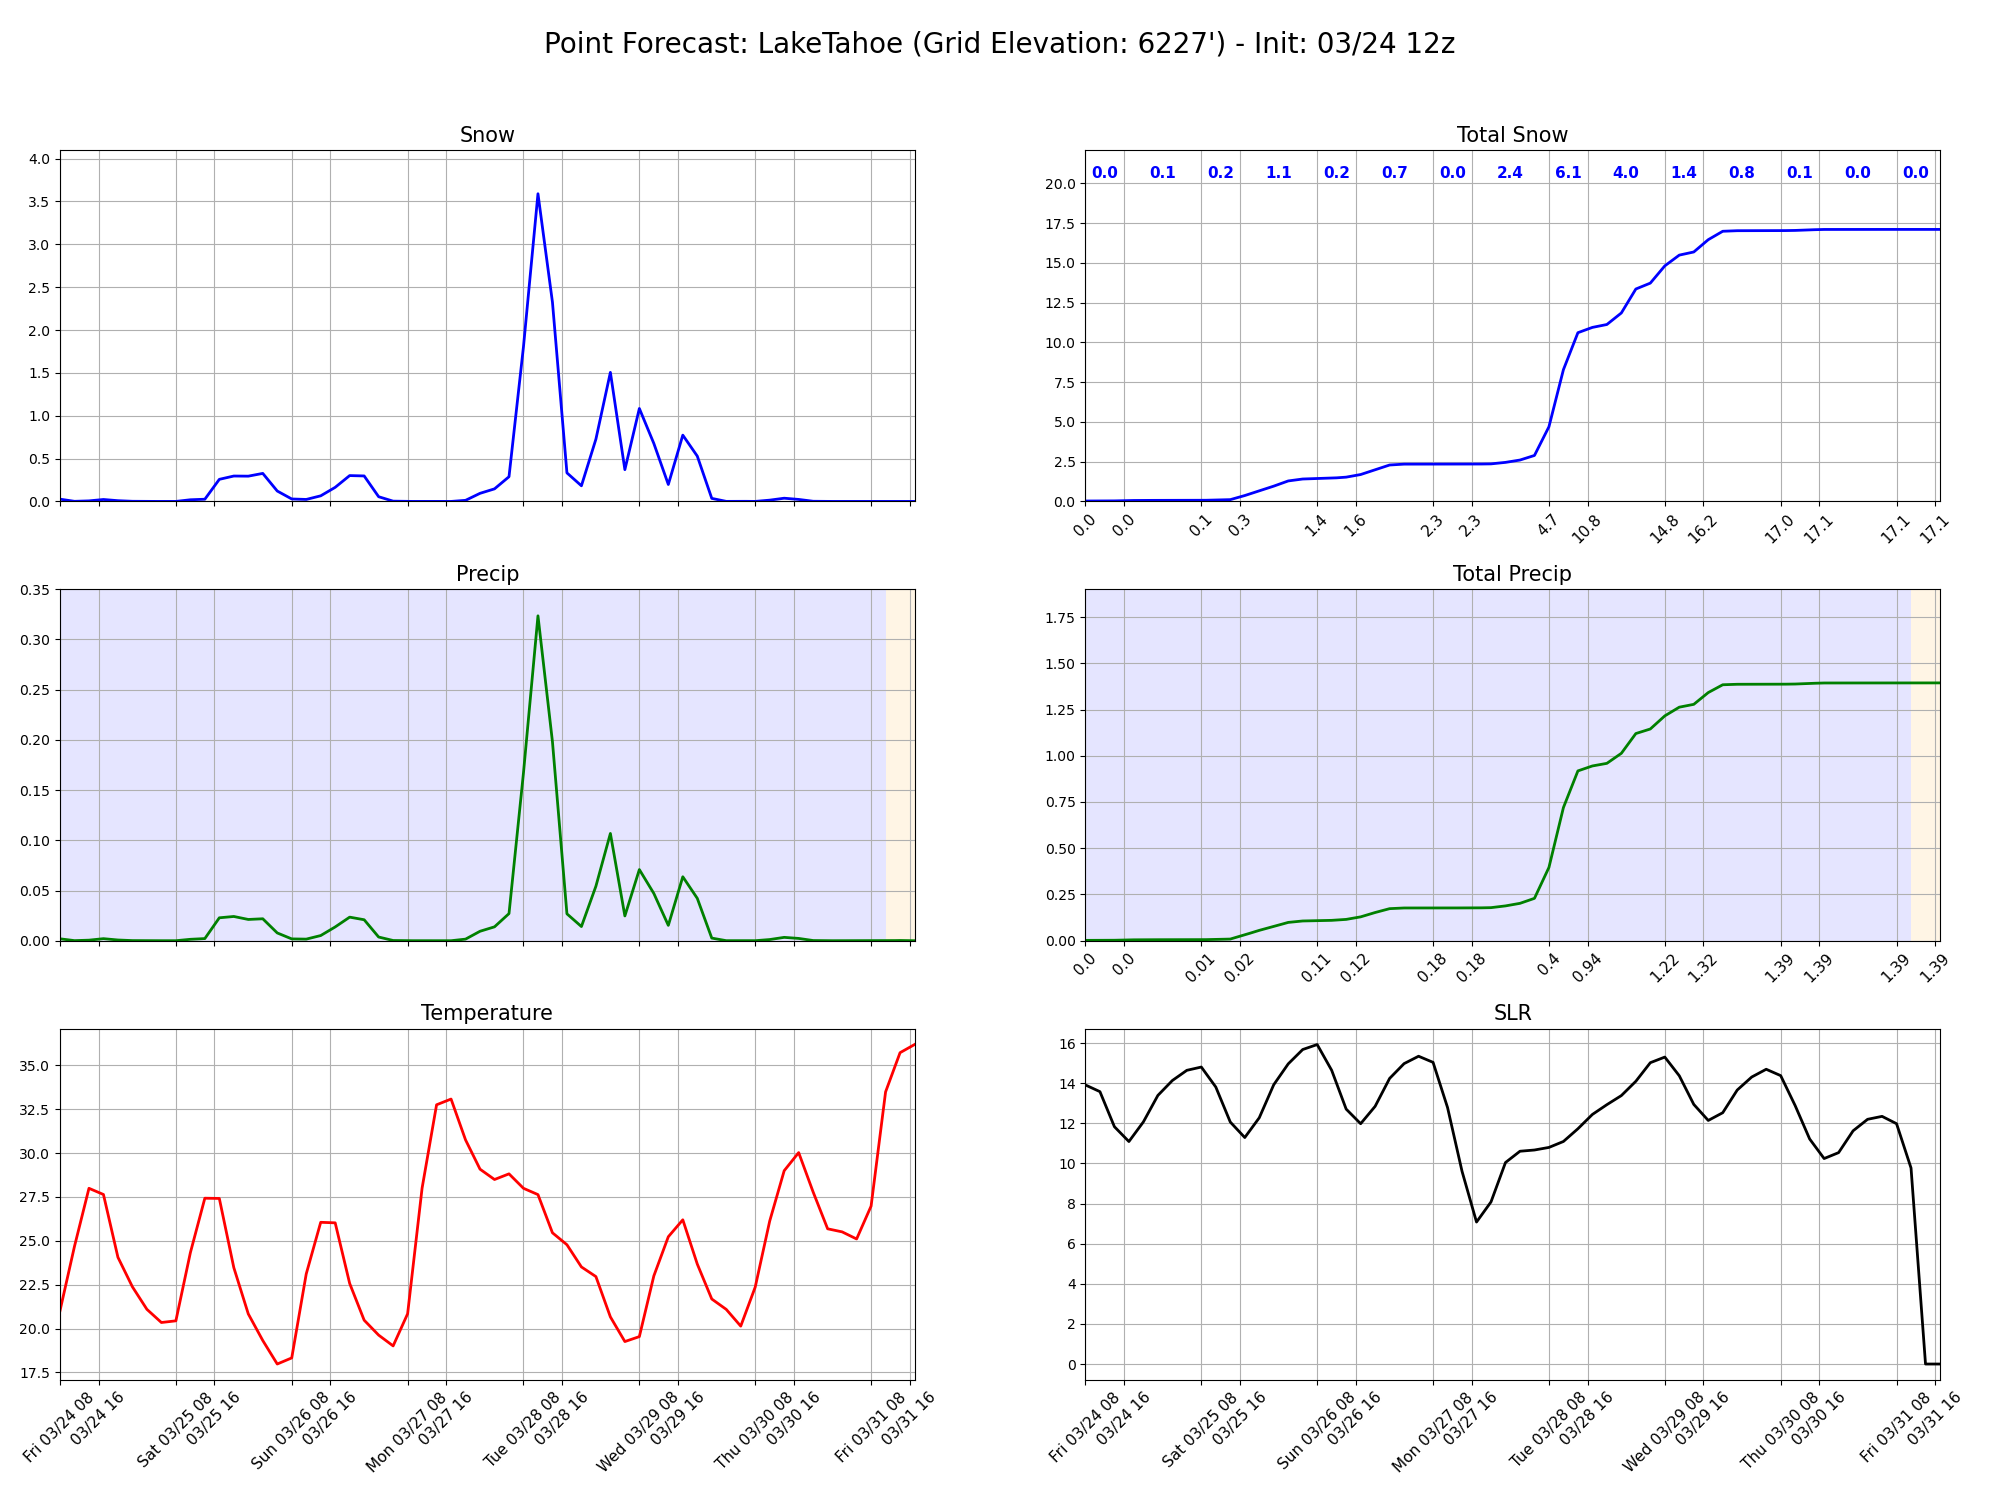 Point Forecast: LakeTahoe (Grid Elevation: 6227') - Init: 03/24 12z
Snow
4.0
3.5
3.0
2.5
2.0
1.5
1.0
0.5
0.0
Total Snow
0.0 0.1 0.2 1.1 0.2 0.7 0.0 2.4 6.1 4.0 1.4 0.8 0.1 0.0 0.0
20.0
17.5
15.0
12.5
10.0
7.5
5.0
2.5
0.0
0.0 0.0 0.1 0.3 1.4 1.6 2.3 2.3 4.7 10.8 14.8 16.2 17.0 17.1 17.1 17.1
Precip
0.35
0.30
0.25
0.20
0.15
0.10
0.05
0.00
Total Precip
1.75
1.50
1.25
1.00
0.75
0.50
0.25
0.00
0.0 0.0 0.01 0.02 0.11 0.12 0.18 0.18 0.4 0.94 1.22 1.32 1.39 1.39 1.39 1.39
Temperature
35.0
32.5
30.0
27.5
25.0
22.5
20.0
17.5
Fri 03/24 08
03/24 16
Sat 03/25 08
03/25 16
Sun 03/26 08
03/26 16
Mon 03/27 08
03/27 16
Tue 03/28 08
03/28 16
Wed 03/29 08
03/29 16
Thu 03/30 08
03/30 16
Fri 03/31 08
03/31 16
SLR
16
14
12
10
8
6
4
2
0
Fri 03/24 08
03/24 16
Sat 03/25 08
03/25 16
Sun 03/26 08
03/26 16
Mon 03/27 08
03/27 16
Tue 03/28 08
03/28 16
Wed 03/29 08
03/29 16
Thu 03/30 08
03/30 16
Fri 03/31 08
03/31 16